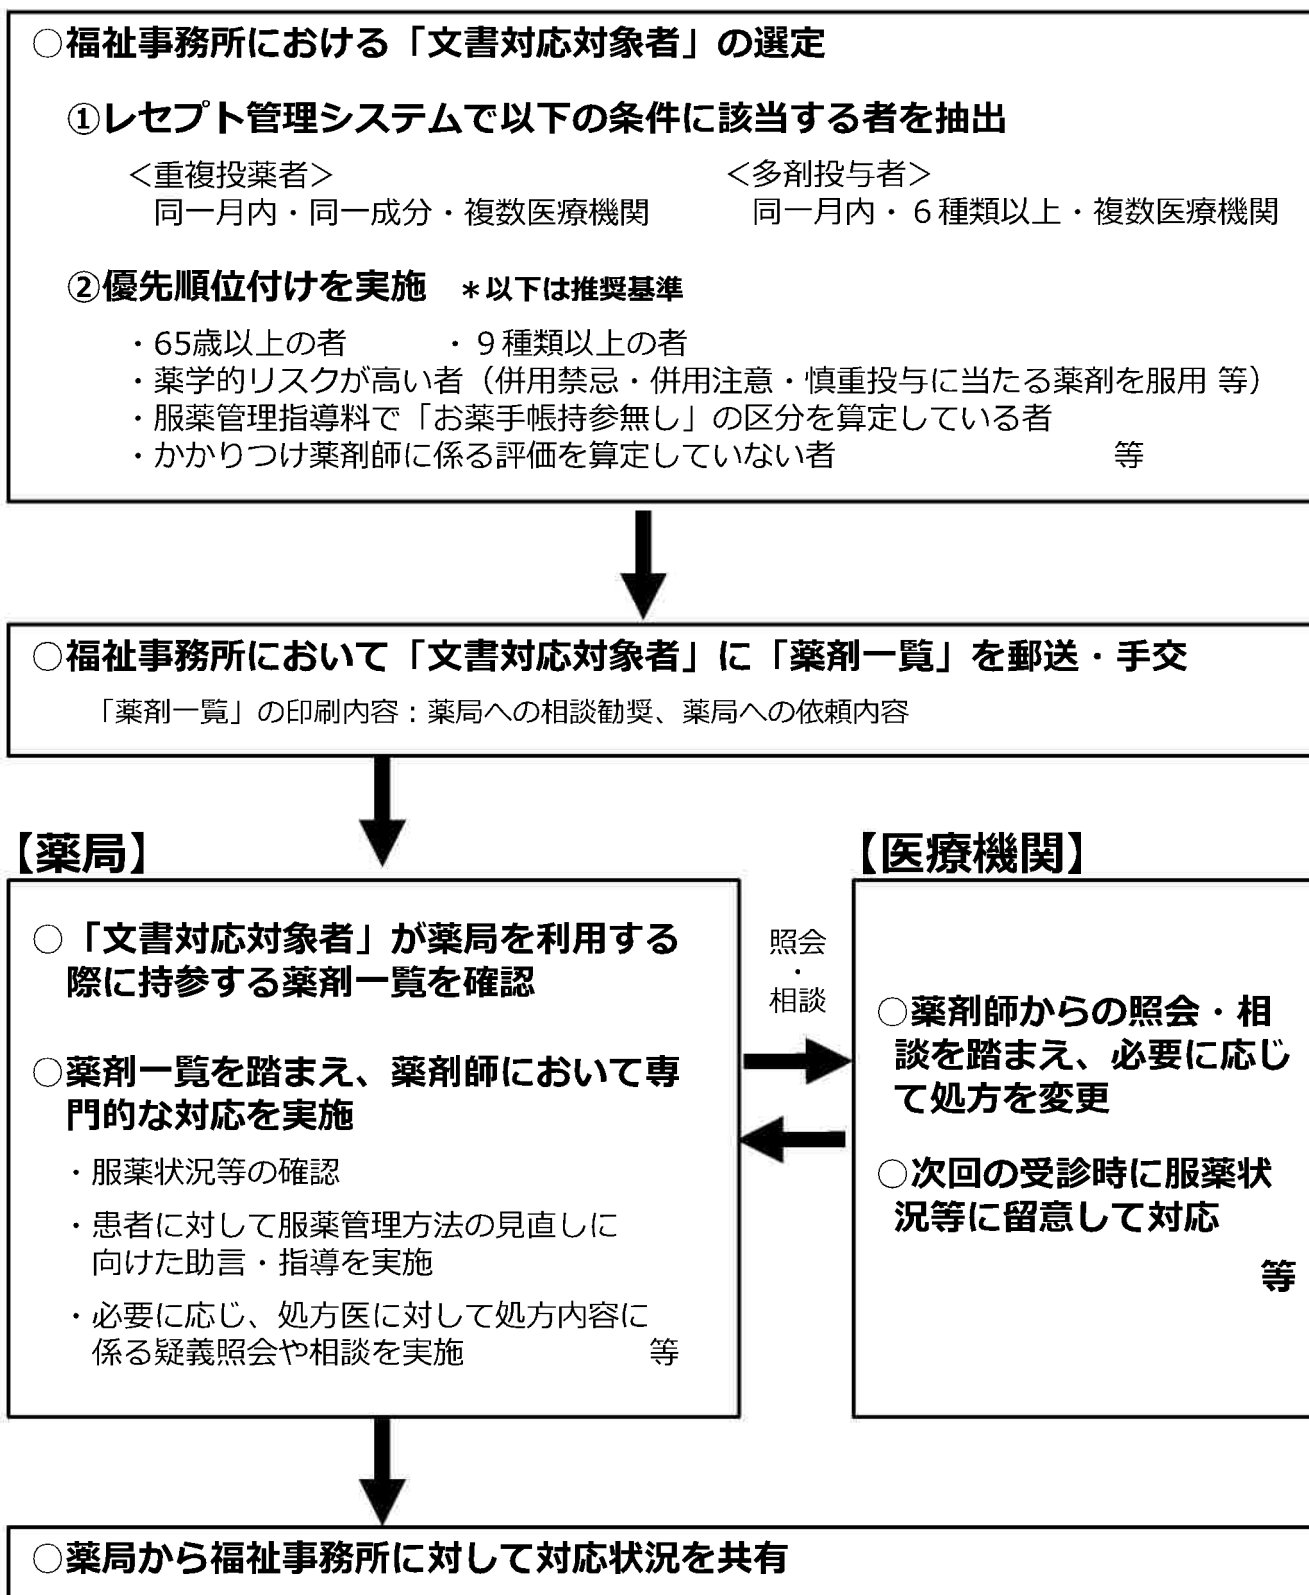 ○福祉事務所における「文書対応対象者」の選定
①レセプト管理システムで以下の条件に該当する者を抽出
＜重複投薬者＞
同一月内・同一成分・複数医療機関
＜多剤投与者＞
同一月内・６種類以上・複数医療機関
②優先順位付けを実施　＊以下は推奨基準
・65歳以上の者　　　・９種類以上の者
・薬学的リスクが高い者（併用禁忌・併用注意・慎重投与に当たる薬剤を服用 等）
・服薬管理指導料で「お薬手帳持参無し」の区分を算定している者
・かかりつけ薬剤師に係る評価を算定していない者　　　　　　　等
○福祉事務所において「文書対応対象者」に「薬剤一覧」を郵送・手交
「薬剤一覧」の印刷内容：薬局への相談勧奨、薬局への依頼内容
【薬局】
○「文書対応対象者」が薬局を利用する
際に持参する薬剤一覧を確認
○薬剤一覧を踏まえ、薬剤師において専
門的な対応を実施
・服薬状況等の確認
・患者に対して服薬管理方法の見直しに
向けた助言・指導を実施
・必要に応じ、処方医に対して処方内容に
係る疑義照会や相談を実施　　　　　　等
照会
・
相談
【医療機関】
○薬剤師からの照会・相
談を踏まえ、必要に応じ
て処方を変更
○次回の受診時に服薬状
況等に留意して対応
等
○薬局から福祉事務所に対して対応状況を共有